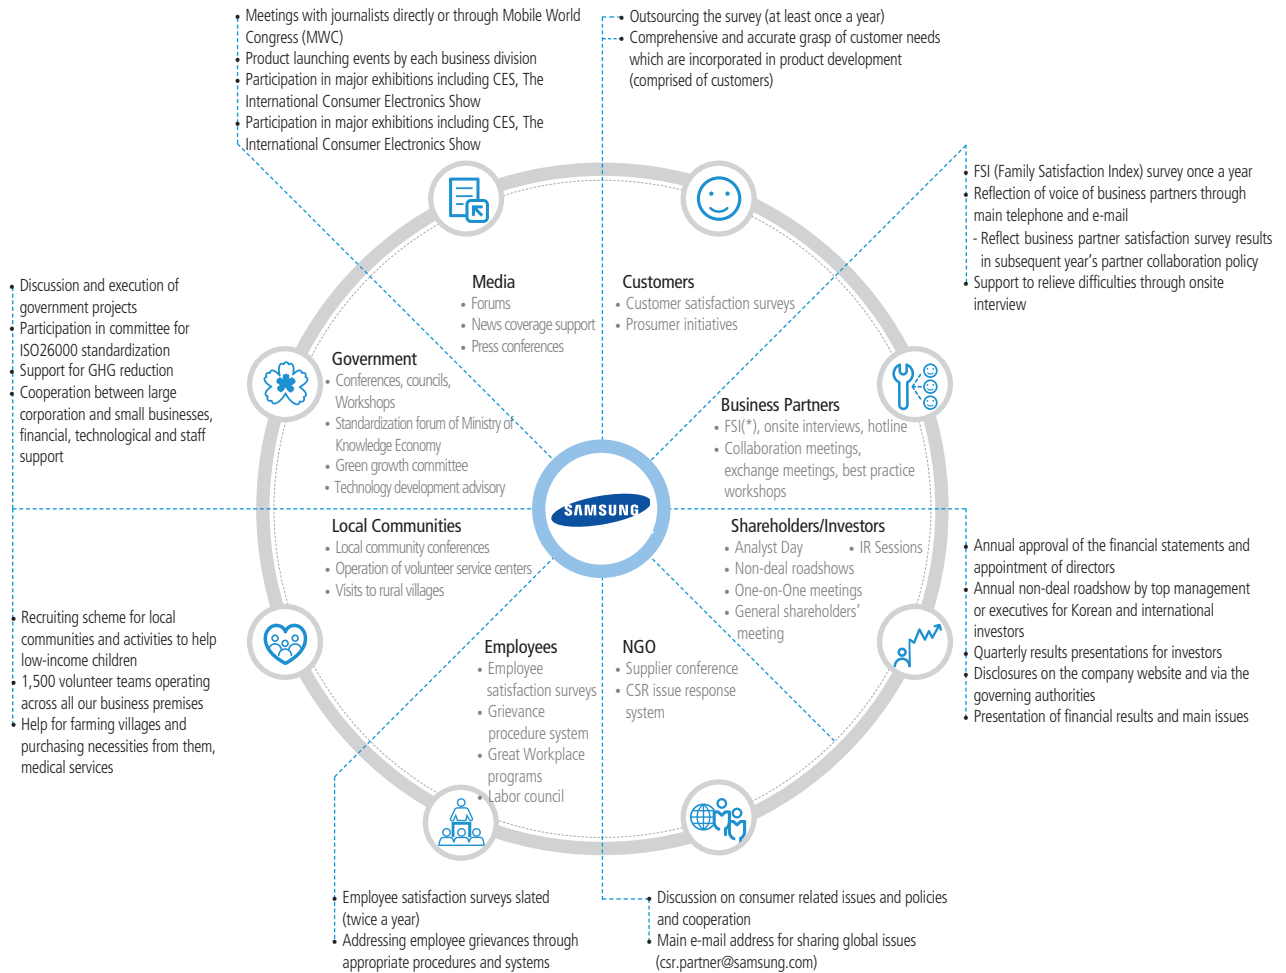 • Meetings with journalists directly or through Mobile World
Congress (MWC)
• Product launching events by each business division
• Participation in major exhibitions including CES, The
International Consumer Electronics Show
• Participation in major exhibitions including CES, The
International Consumer Electronics Show
• Outsourcing the survey (at least once a year)
• Comprehensive and accurate grasp of customer needs
which are incorporated in product development
(comprised of customers)
• FSI (Family Satisfaction Index) survey once a year
• Reflection of voice of business partners through
main telephone and e-mail
- Reflect business partner satisfaction survey results
in subsequent year's partner collaboration policy
• Support to relieve difficulties through onsite
interview
• Discussion and execution of
government projects
• Participation in committee for
ISO26000 standardization
• Support for GHG reduction
• Cooperation between large
corporation and small businesses,
financial, technological and staff
support
Media
• Forums
• News coverage support
• Press conferences
Customers
• Customer satisfaction surveys
• Prosumer initiatives
Government
• Conferences, councils,
Workshops
• Standardization forum of Ministry of
Knowledge Economy
• Green growth committee
• Technology development advisory
Business Partners
• FSI(*), onsite interviews, hotline
• Collaboration meetings,
exchange meetings, best practice
workshops
SAMSUNG
Local Communities
• Local community conferences
• Operation of volunteer service centers
• Visits to rural villages
Shareholders/Investors
• Analyst Day • IR Sessions
• Non-deal roadshows
• One-on-One meetings
• General shareholders'
meeting
Employees
• Employee
satisfaction surveys
• Grievance
procedure system
• Great Workplace
programs
• Labor council
NGO
• Supplier conference
• CSR issue response
system
• Recruiting scheme for local
communities and activities to help
low-income children
• 1,500 volunteer teams operating
across all our business premises
• Help for farming villages and
purchasing necessities from them,
medical services
• Annual approval of the financial statements and
appointment of directors
• Annual non-deal roadshow by top management
or executives for Korean and international
investors
• Quarterly results presentations for investors
• Disclosures on the company website and via the
governing authorities
• Presentation of financial results and main issues
• Employee satisfaction surveys slated
(twice a year)
• Addressing employee grievances through
appropriate procedures and systems
• Discussion on consumer related issues and policies
and cooperation
• Main e-mail address for sharing global issues
(csr.partner@samsung.com)